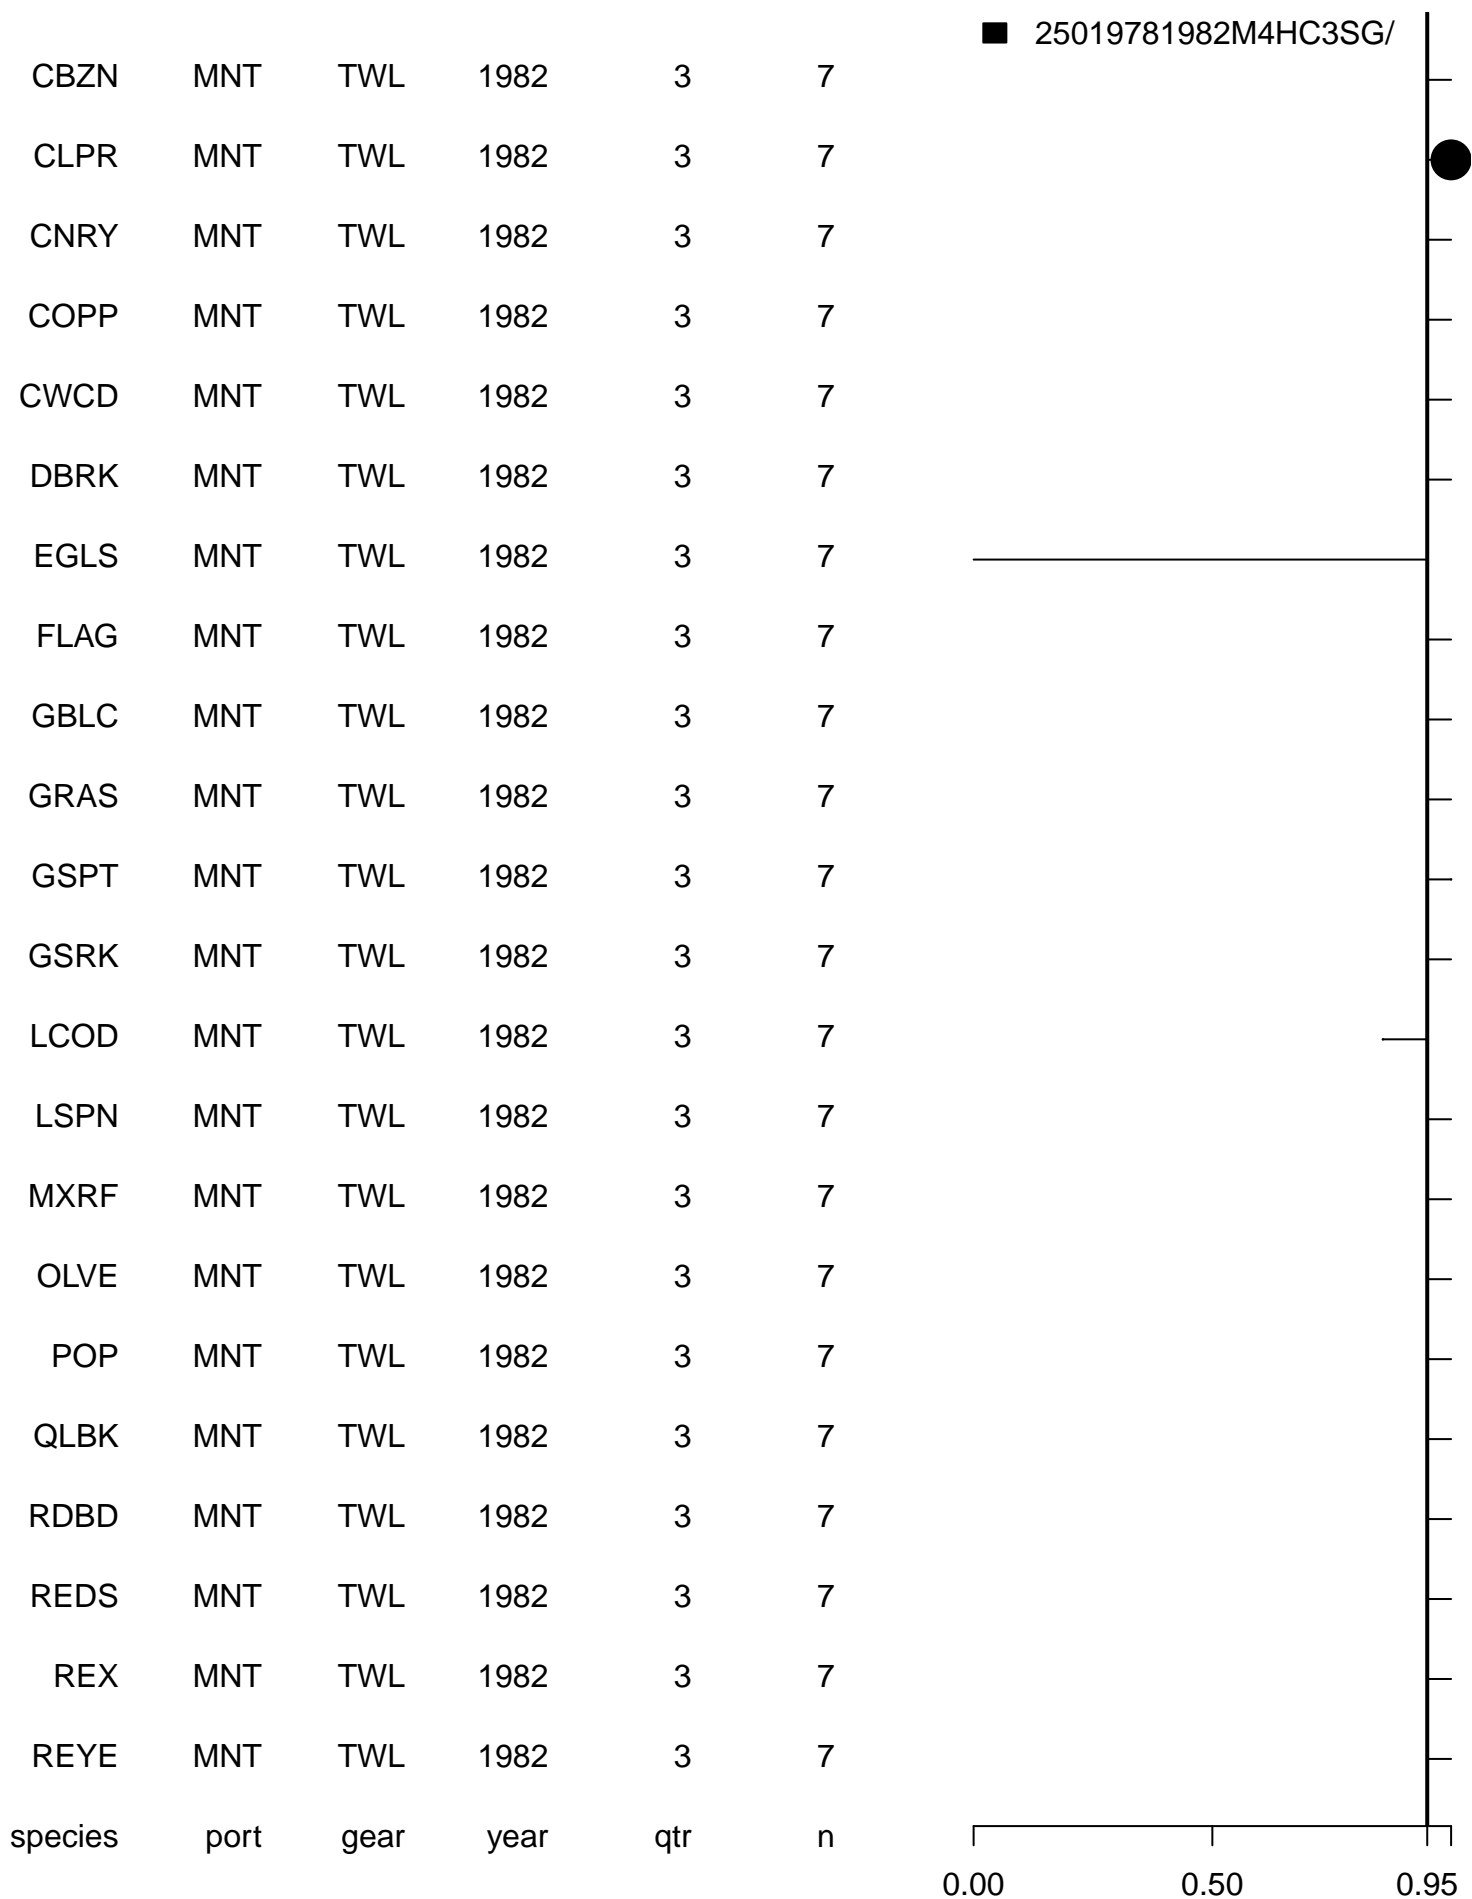 25019781982M4HC3SG/
CBZN MNT TWL 1982 3 7
CLPR MNT TWL 1982 3 7
CNRY MNT TWL 1982 3 7
COPP MNT TWL 1982 3 7
CWCD MNT TWL 1982 3 7
DBRK MNT TWL 1982 3 7
EGLS MNT TWL 1982 3 7
FLAG MNT TWL 1982 3 7
GBLC MNT TWL 1982 3 7
GRAS MNT TWL 1982 3 7
GSPT MNT TWL 1982 3 7
GSRK MNT TWL 1982 3 7
LCOD MNT TWL 1982 3 7
LSPN MNT TWL 1982 3 7
MXRF MNT TWL 1982 3 7
OLVE MNT TWL 1982 3 7
POP MNT TWL 1982 3 7
QLBK MNT TWL 1982 3 7
RDBD MNT TWL 1982 3 7
REDS MNT TWL 1982 3 7
REX MNT TWL 1982 3 7
REYE MNT TWL 1982 3 7
species port gear year qtr n
0.00 0.50 0.95